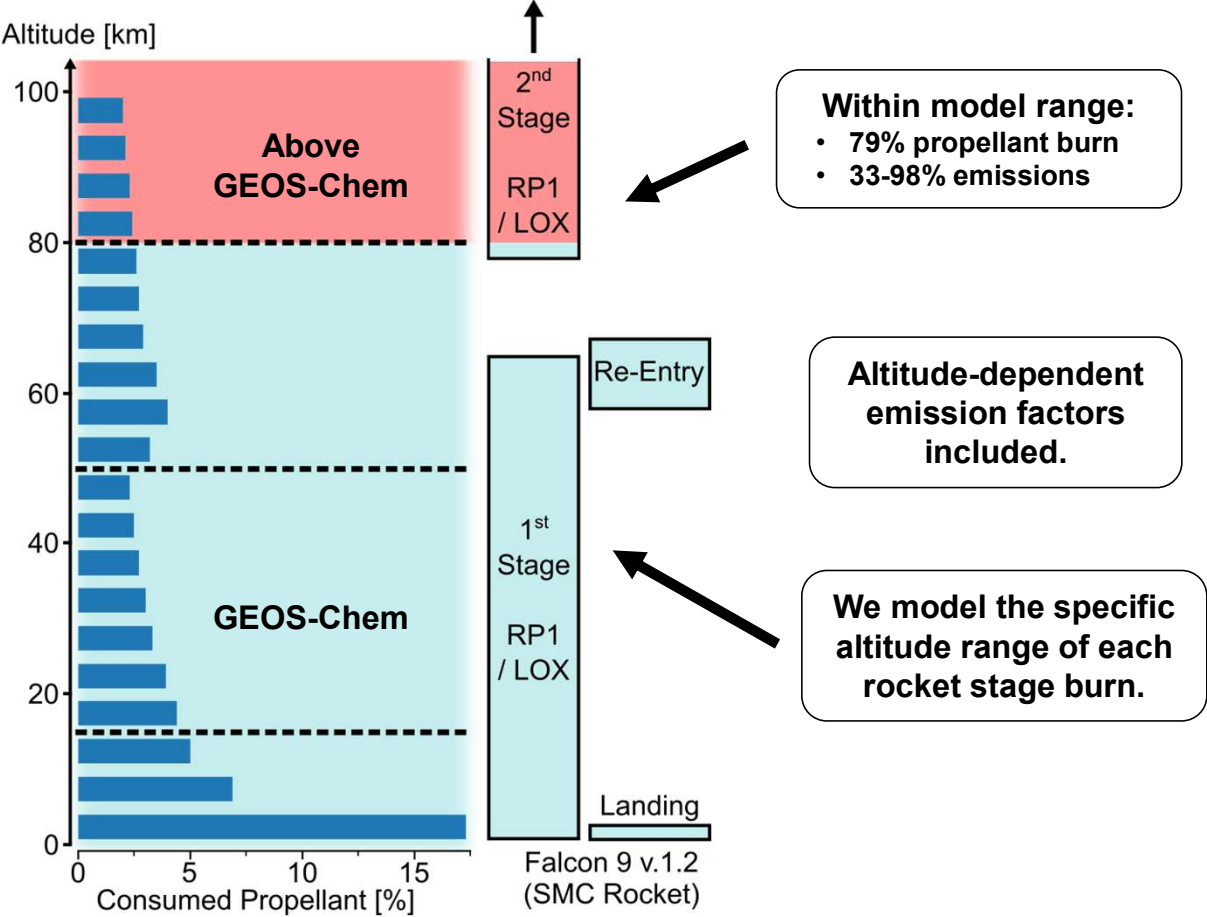 Altitude [km]
100
80
60
40
20
0
0
5
10
15
Consumed Propellant [%]
Above
GEOS-Chem
GEOS-Chem
2nd
Stage
RP1
/ LOX
1st
Stage
RP1
/ LOX
Re-Entry
Landing
Falcon 9 v.1.2
(SMC Rocket)
Within model range:
• 79% propellant burn
• 33-98% emissions
Altitude-dependent
emission factors
included.
We model the specific
altitude range of each
rocket stage burn.